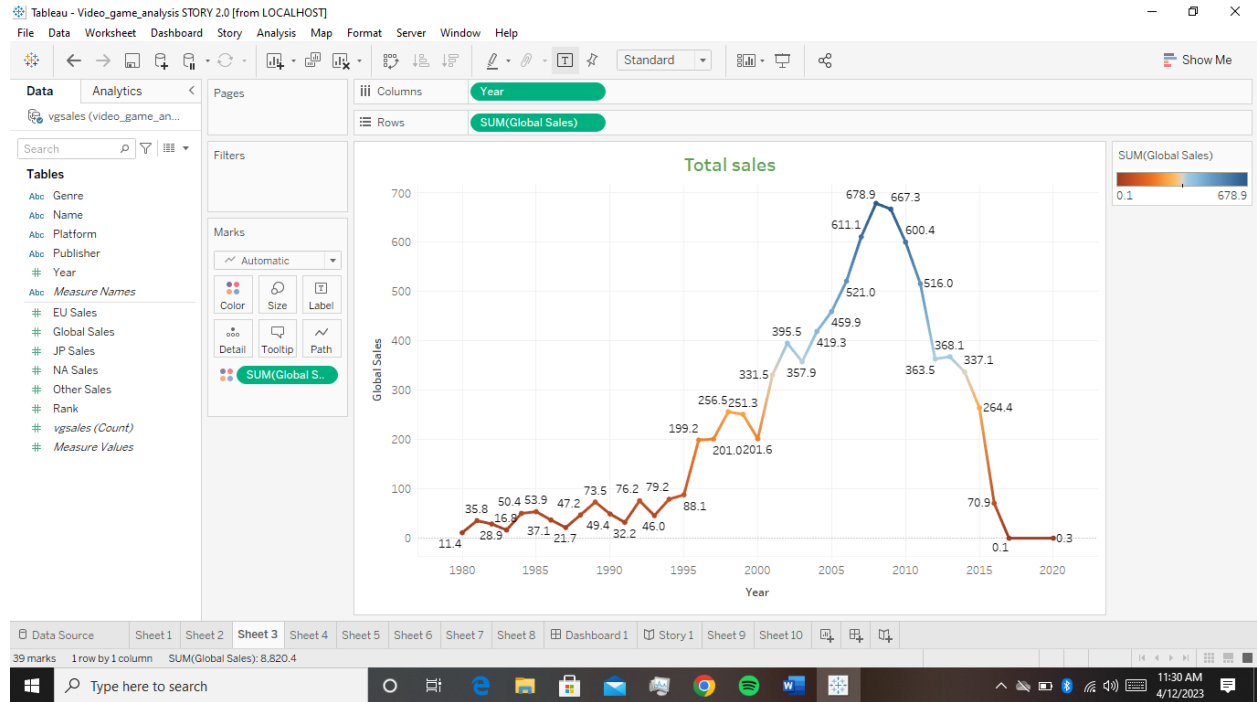 Tableau - Video_game_analysis STORY 2.0 [from LOCALHOST]
File Data Worksheet Dashboard Story Analysis Map Format Server Window Help
Standard
Show Me
Data Analytics
vgsales (video_game_an...
Search
Tables
Abc Genre
Abc Name
Abc Platform
Abc Publisher
# Year
Abc Measure Names
# EU Sales
# Global Sales
# JP Sales
# NA Sales
# Other Sales
# Rank
# vgsales (Count)
# Measure Values
Pages
Filters
Marks
Automatic
Color Size Label
Detail Tooltip Path
SUM(Global S..
iii Columns Year
Rows SUM(Global Sales)
Total sales
700
600
500
400
300
200
100
0
Global Sales
11.4
35.8
28.9
16.8
50.4
53.9
37.1
21.7
47.2
73.5
49.4
32.2
76.2
46.0
79.2
88.1
199.2
201.0
256.5
251.3
201.6
331.5
395.5
357.9
419.3
459.9
521.0
611.1
678.9
667.3
600.4
516.0
363.5
368.1
337.1
264.4
70.9
0.1
0.3
1980 1985 1990 1995 2000 2005 2010 2015 2020
Year
SUM(Global Sales)
0.1 678.9
Data Source Sheet 1 Sheet 2 Sheet 3 Sheet 4 Sheet 5 Sheet 6 Sheet 7 Sheet 8 Dashboard 1 Story 1 Sheet 9 Sheet 10
39 marks 1 row by 1 column SUM(Global Sales): 8,820.4
Type here to search
11:30 AM
4/12/2023